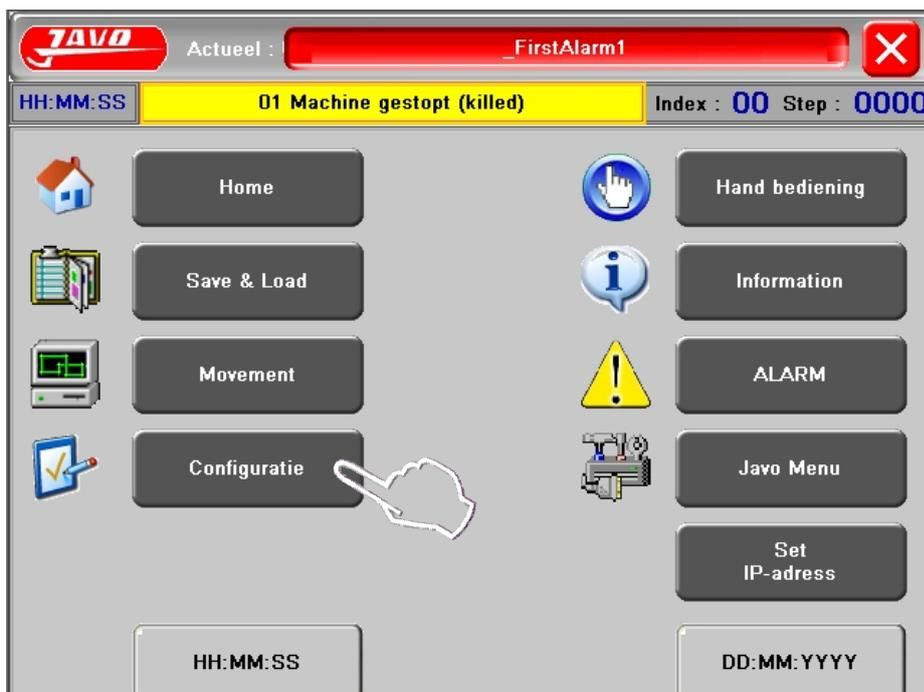 JAVO
Actueel : _FirstAlarm1
HH:MM:SS 01 Machine gestopt (killed) Index : 00 Step : 0000
Home
Hand bediening
Save & Load
Information
Movement
ALARM
Configuratie
Javo Menu
Set
IP-adress
HH:MM:SS
DD:MM:YYYY